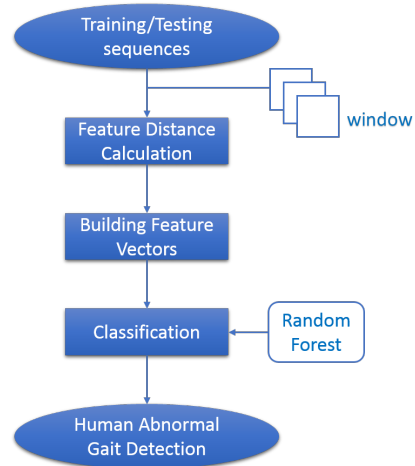 Training/Testing
sequences
window
Feature Distance
Calculation
Building Feature
Vectors
Classification
Random
Forest
Human Abnormal
Gait Detection